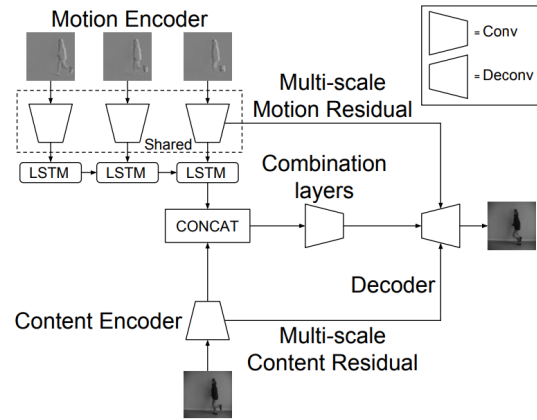 Motion Encoder
= Conv
= Deconv
Multi-scale
Motion Residual
Shared
LSTM
LSTM
LSTM
Combination
layers
CONCAT
Decoder
Content Encoder
Multi-scale
Content Residual